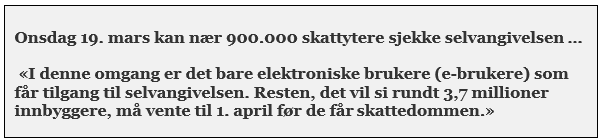 Onsdag 19. mars kan nær 900.000 skattytere sjekke selvangivelsen ...
«I denne omgang er det bare elektroniske brukere (e-brukere) som
får tilgang til selvangivelsen. Resten, det vil si rundt 3,7 millioner
innbyggere, må vente til 1. april før de får skattedommen.»